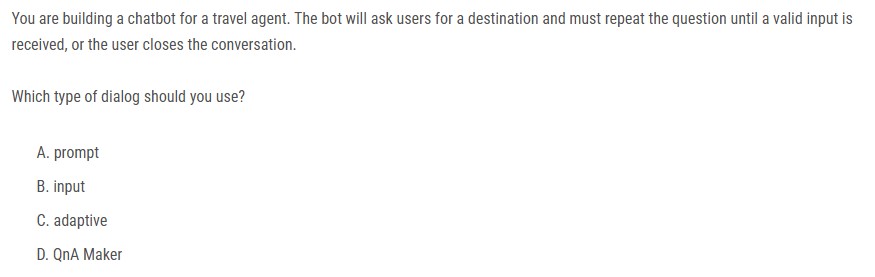 You are building a chatbot for a travel agent. The bot will ask users for a destination and must repeat the question until a valid input is
received, or the user closes the conversation.
Which type of dialog should you use?
A. prompt
B. input
C. adaptive
D. QnA Maker